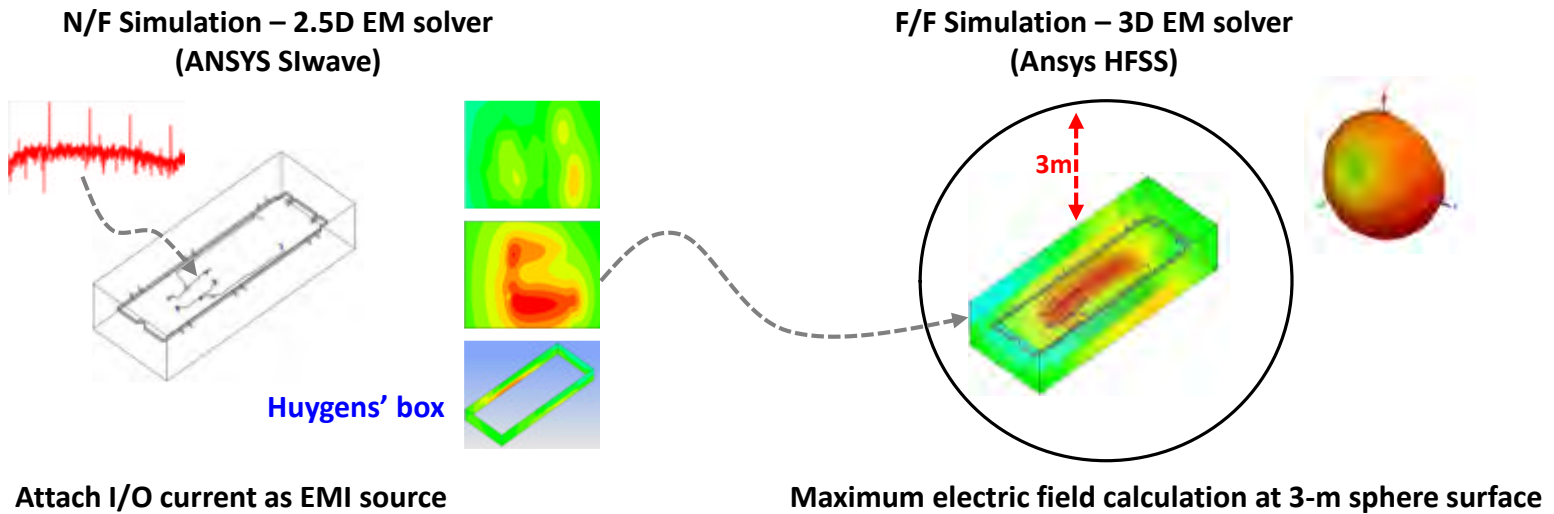 N/F Simulation – 2.5D EM solver
(ANSYS SIwave)
F/F Simulation – 3D EM solver
(Ansys HFSS)
3m
Huygens’ box
Attach I/O current as EMI source
Maximum electric field calculation at 3-m sphere surface